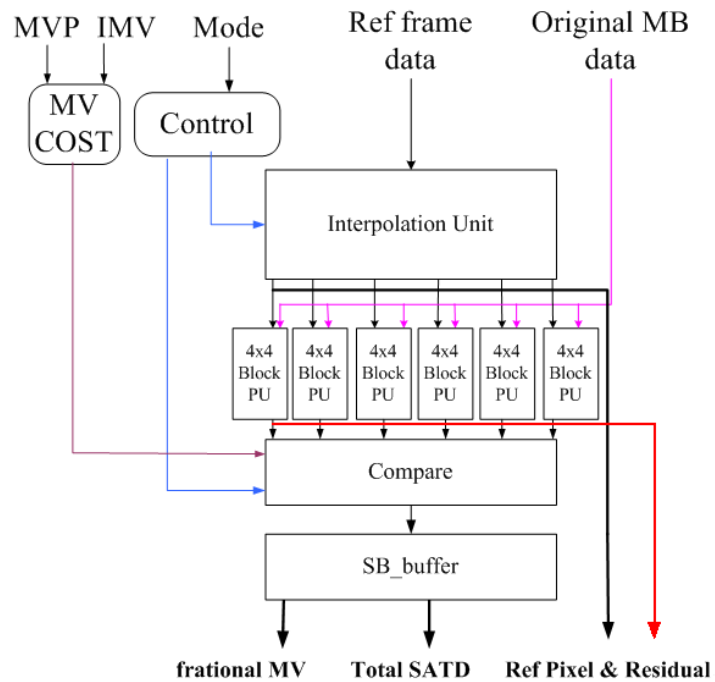 MVP IMV Mode Ref frame Original MB
data data
MV
COST
Control
Interpolation Unit
4x4 4x4 4x4 4x4 4x4 4x4
Block Block Block Block Block Block
PU PU PU PU PU PU
Compare
SB_buffer
frational MV Total SATD Ref Pixel & Residual